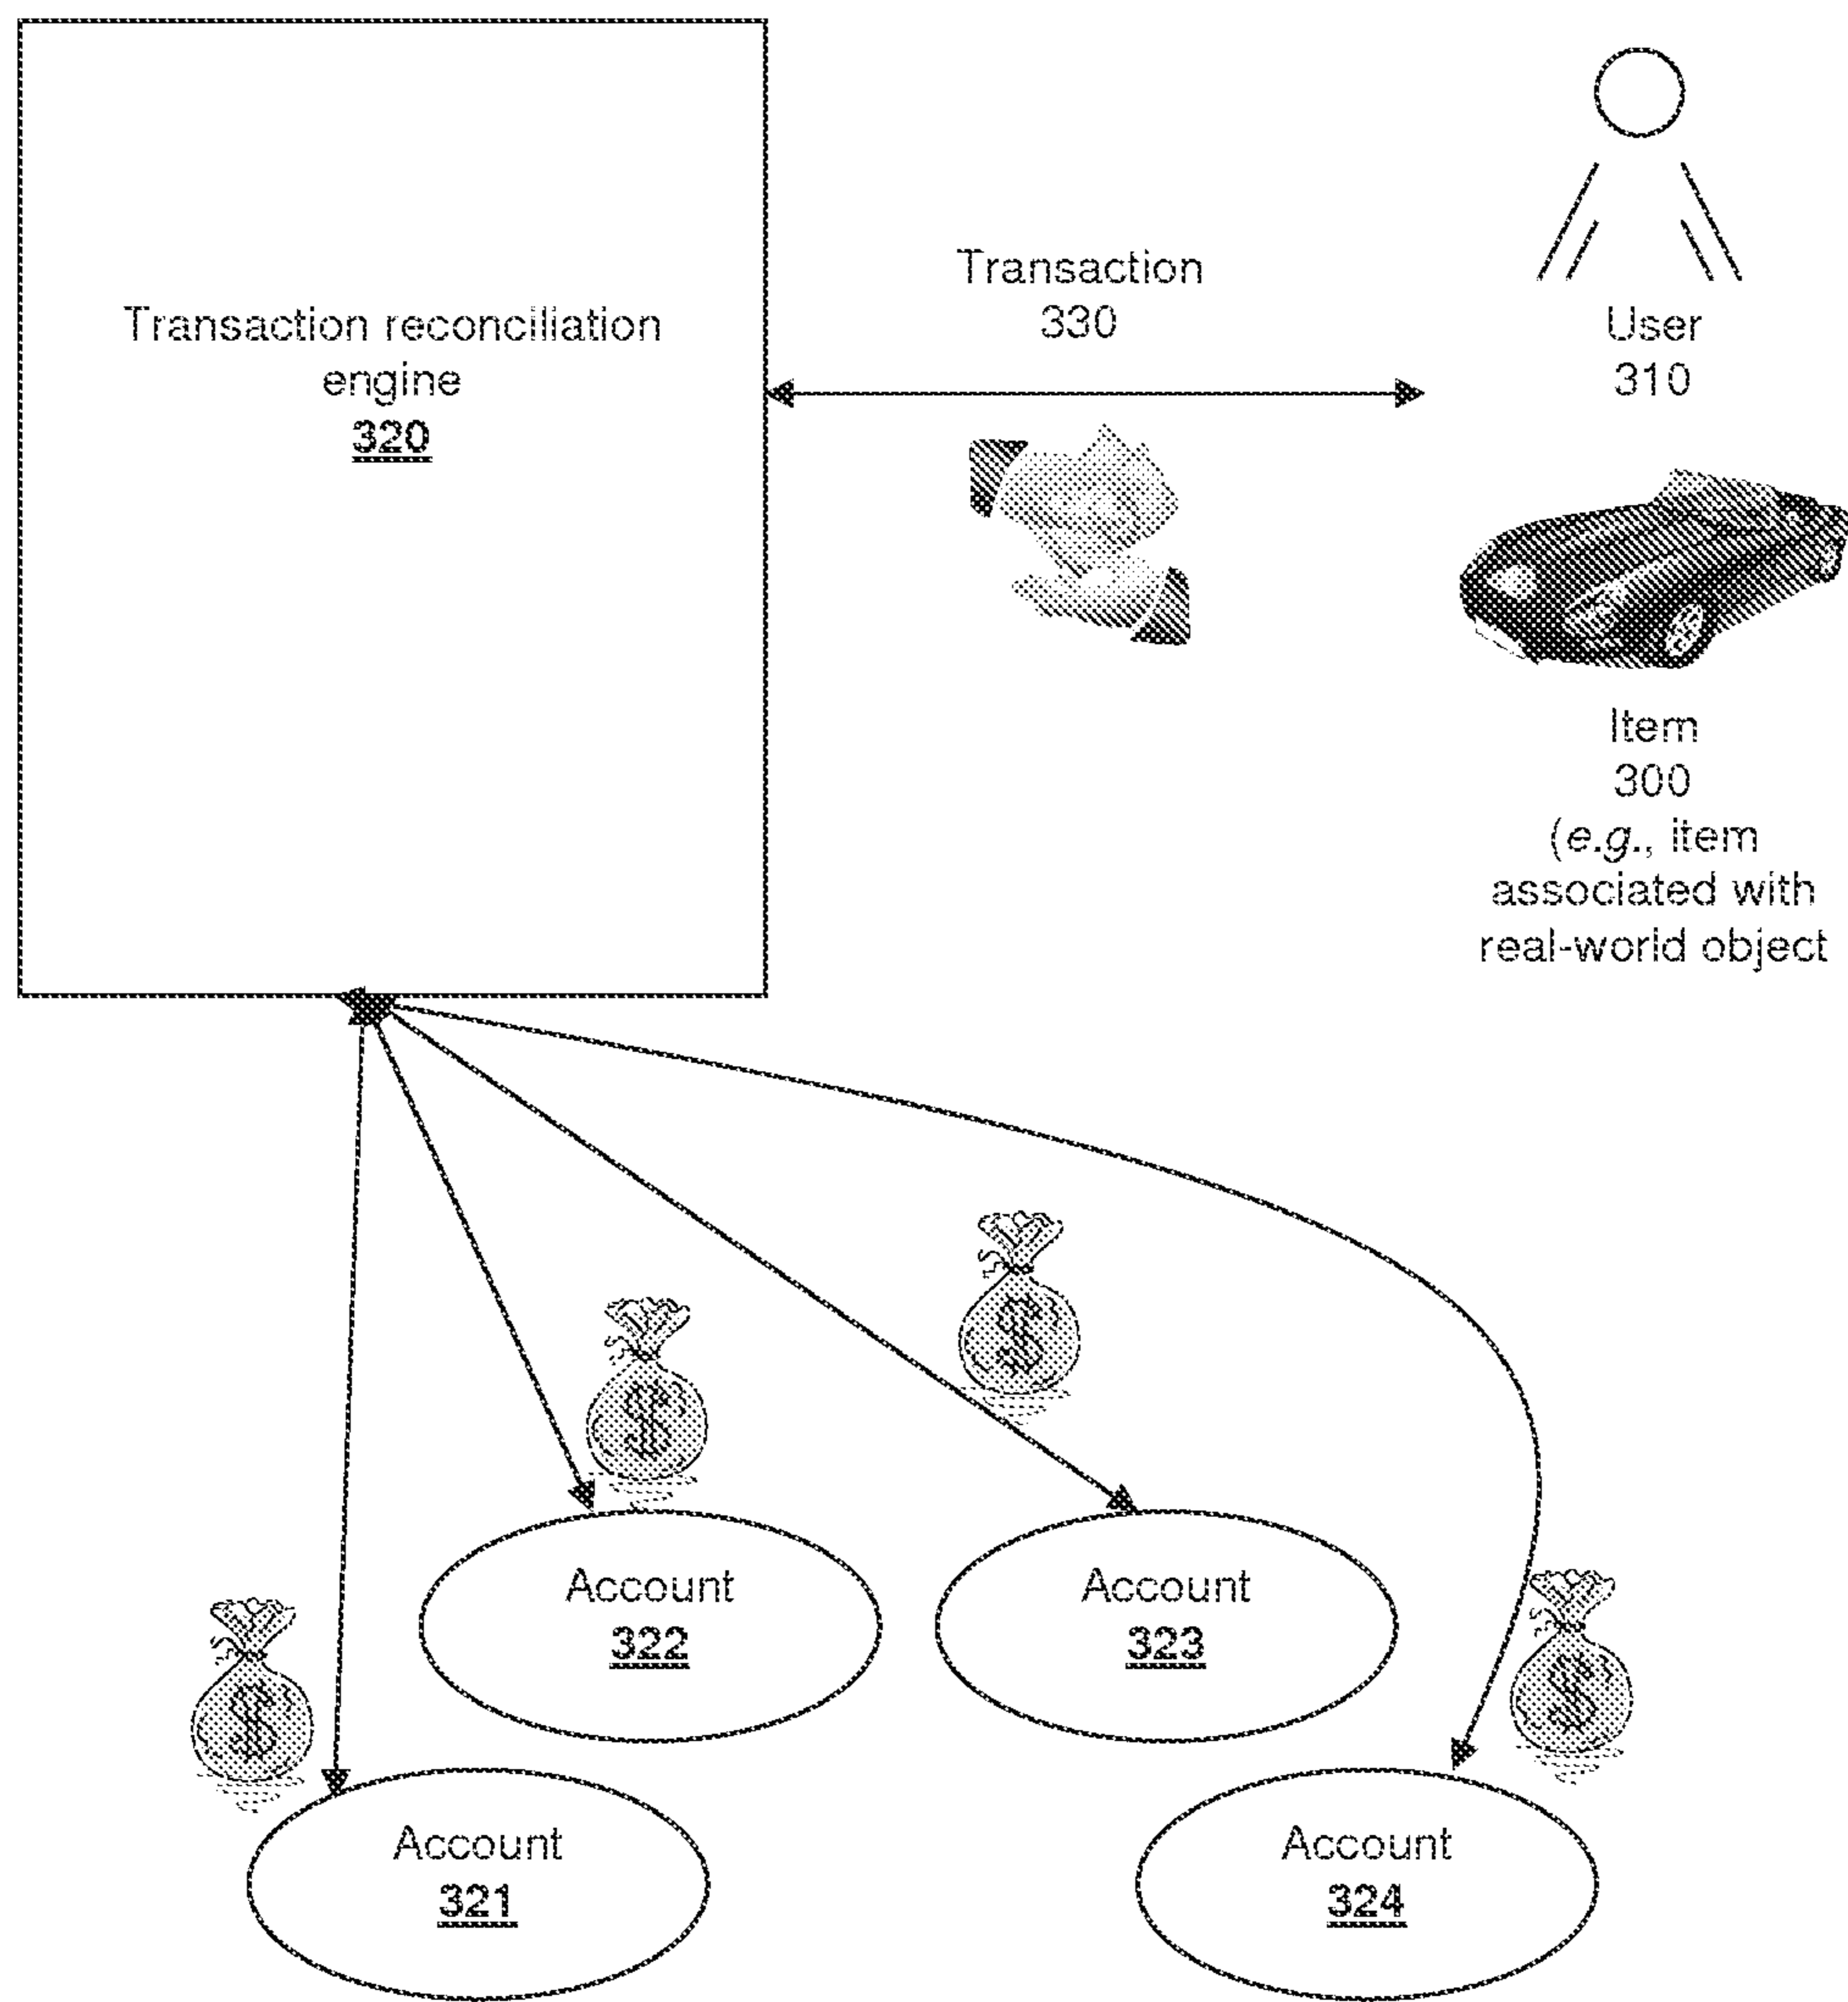 Transaction reconciliation
engine
320
Transaction
330
User
310
Item
300
(e.g., item
associated with
real-world object
$
$
$
$
Account
322
Account
323
Account
321
Account
324